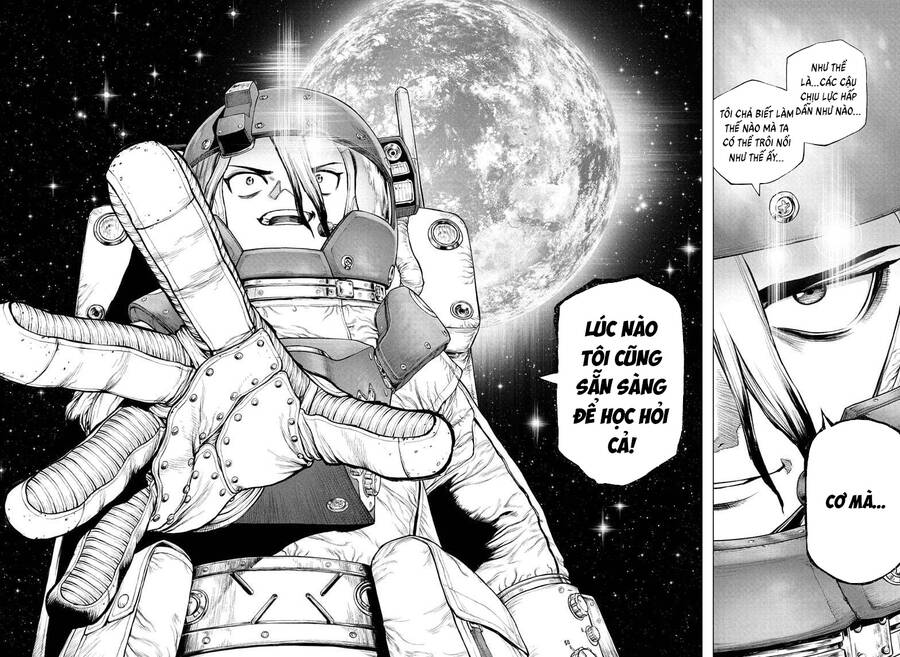 NHƯ THẾ
LÀ...CÁC CẬU
CHỊU LỰC HẤP
DẪN NHƯ NÀO...
TÔI CHẢ BIẾT LÀM
THẾ NÀO MÀ TA
CÓ THỂ TRÔI NỔI
NHƯ THẾ ẤY...
CƠ MÀ...
LÚC NÀO
TÔI CŨNG
SẴN SÀNG
ĐỂ HỌC HỎI
CẢ!